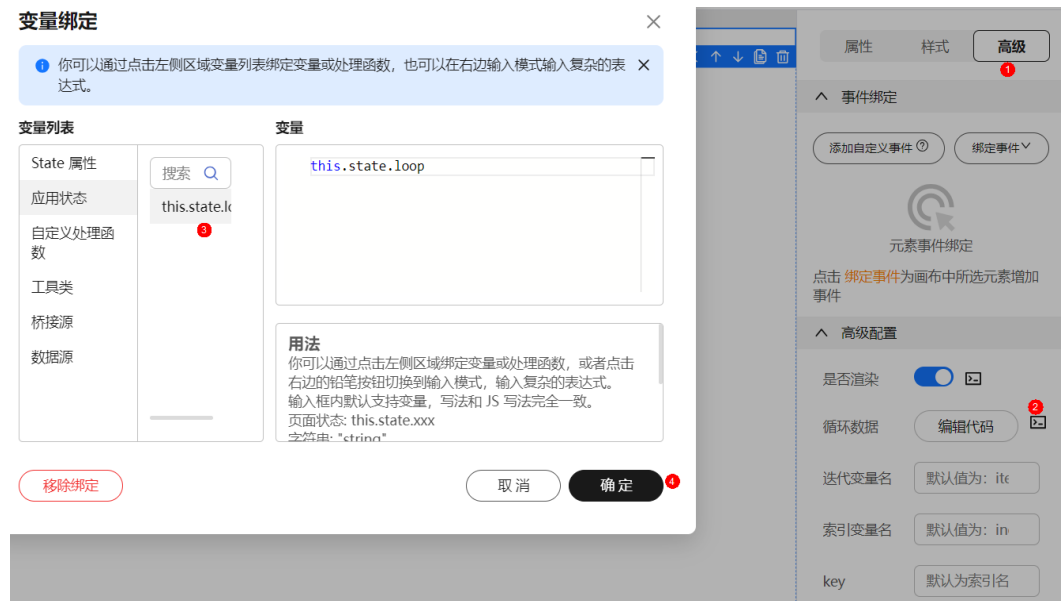 变量绑定
你可以通过点击左侧区域变量列表绑定变量或处理函数，也可以在右边输入模式输入复杂的表
达式。
变量列表
State 属性
应用状态
自定义处理函
数
工具类
桥接源
数据源
搜索
this.state.lo
3
变量
this.state.loop
用法
你可以通过点击左侧区域绑定变量或处理函数，或者点击
右边的铅笔按钮切换到输入模式，输入复杂的表达式。
输入框内默认支持变量，写法和 JS 写法完全一致。
页面状态: this.state.xxx
字符串: "string"
移除绑定
取消
确定
4
属性
样式
高级
1
事件绑定
添加自定义事件
绑定事件
元素事件绑定
点击 绑定事件为画布中所选元素增加
事件
高级配置
是否渲染
循环数据
编辑代码
2
迭代变量名
默认值为：ite
索引变量名
默认值为：in
key
默认为索引名